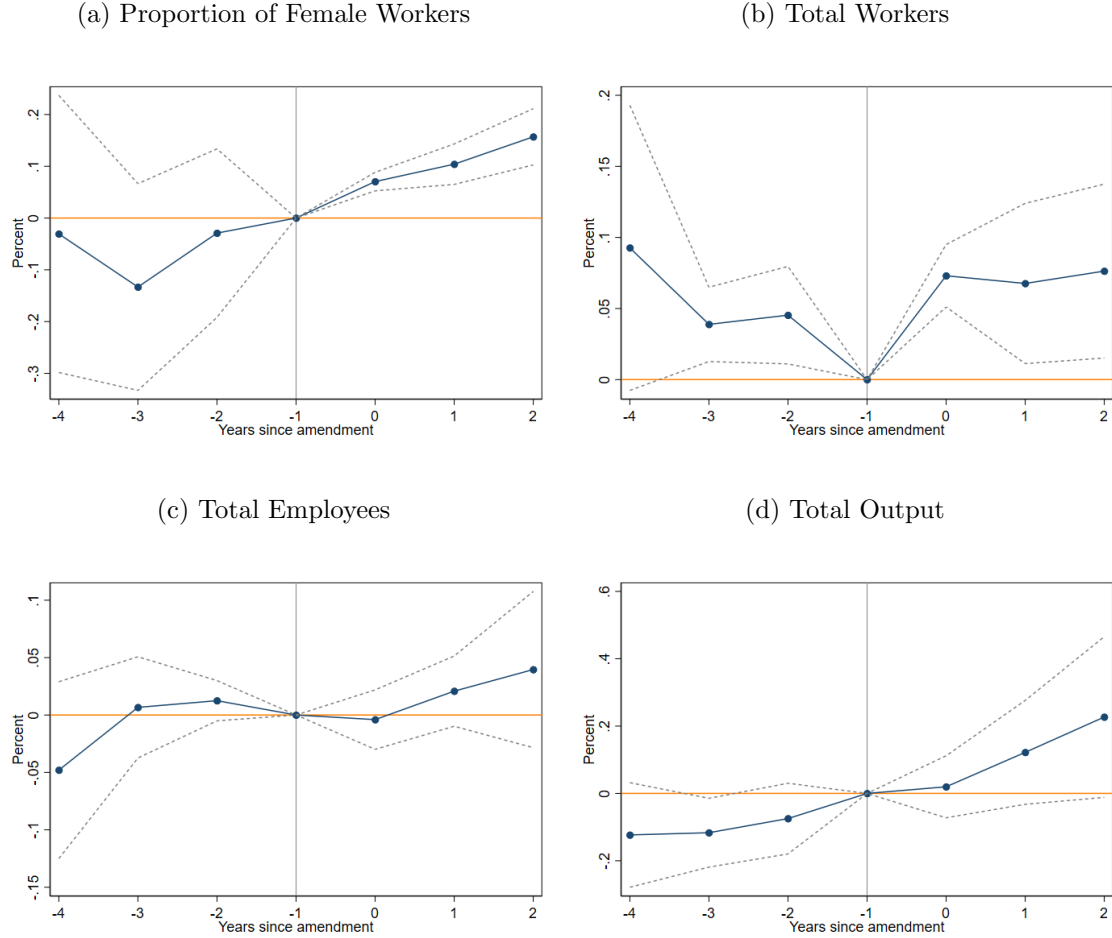 (a) Proportion of Female Workers
Percent
.2
.1
0
-.1
-.2
-.3
-4 -3 -2 -1 0 1 2
Years since amendment
(b) Total Workers
Percent
.2
.15
.1
.05
0
-4 -3 -2 -1 0 1 2
Years since amendment
(c) Total Employees
Percent
.1
.05
0
-.05
-.1
-.15
-4 -3 -2 -1 0 1 2
Years since amendment
(d) Total Output
Percent
.6
.4
.2
0
-.2
-4 -3 -2 -1 0 1 2
Years since amendment